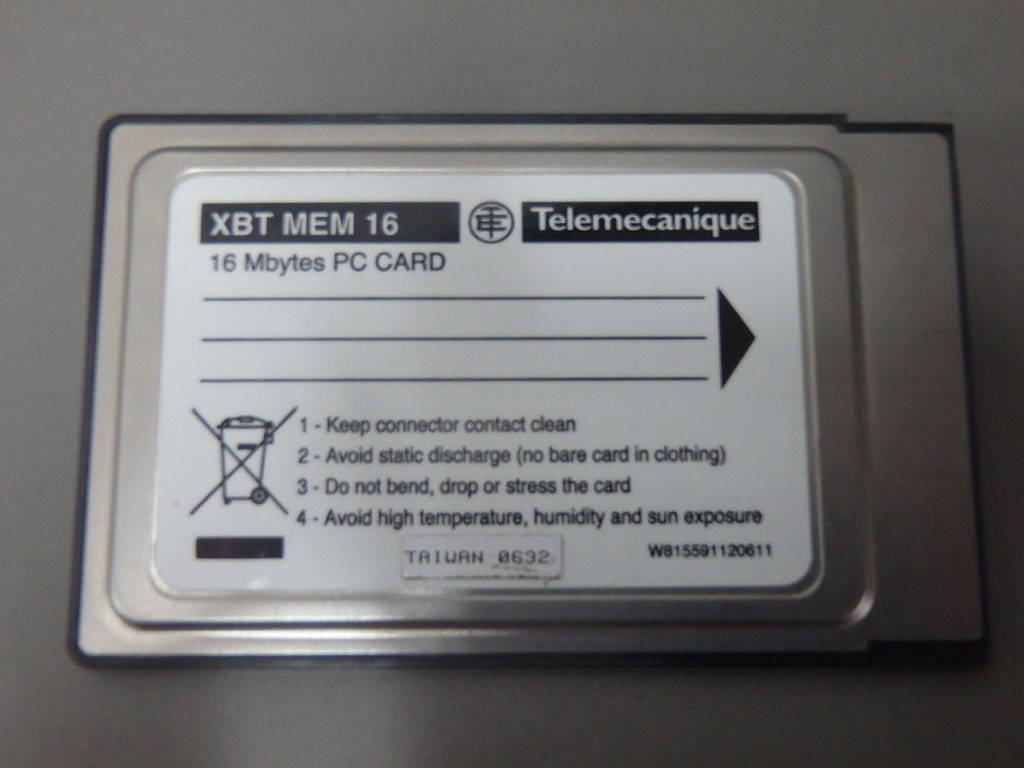 XBT MEM 16 Telemecanique
16 Mbytes PC CARD
1 - Keep connector contact clean
2 - Avoid static discharge (no bare card in clothing)
3 - Do not bend, drop or stress the card
4 - Avoid high temperature, humidity and sun exposure
TAIWAN 0632 W815591120611